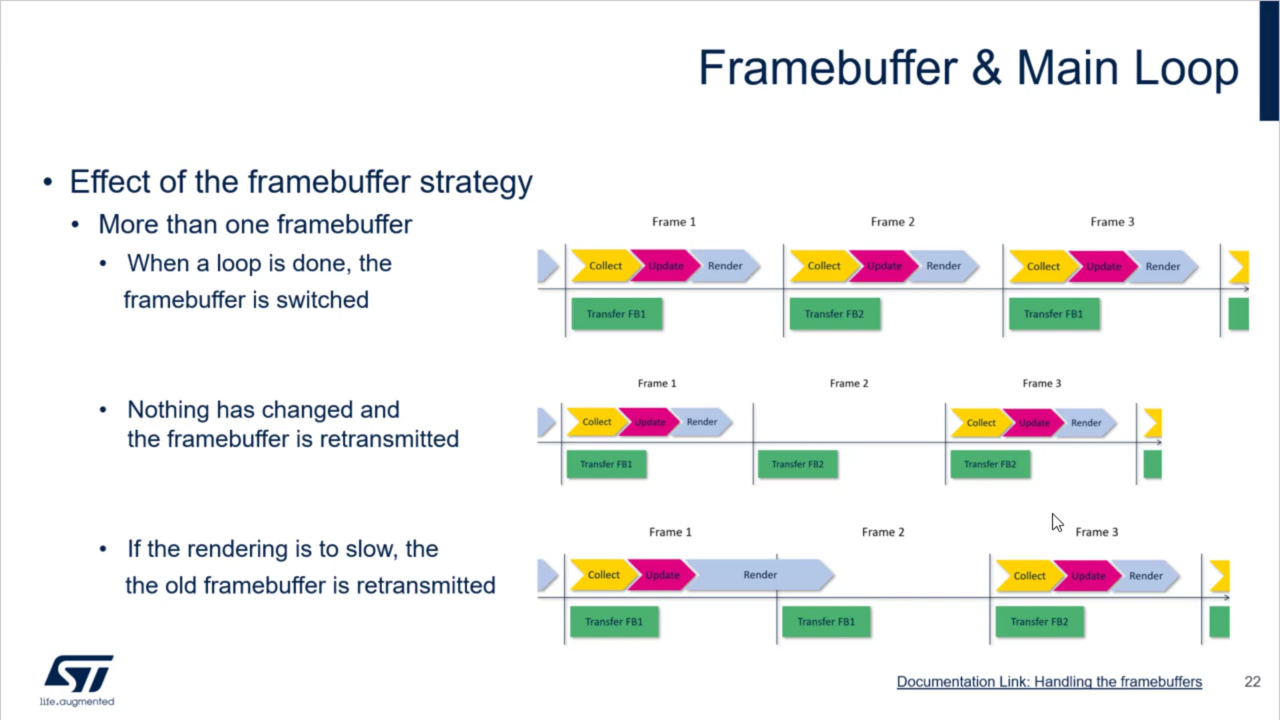 Framebuffer & Main Loop
• Effect of the framebuffer strategy
• More than one framebuffer
• When a loop is done, the
framebuffer is switched
Frame 1 Frame 2 Frame 3
Collect Update Render Collect Update Render Collect Update Render
Transfer FB1 Transfer FB2 Transfer FB1
• Nothing has changed and
the framebuffer is retransmitted
Frame 1 Frame 2 Frame 3
Collect Update Render Collect Update Render
Transfer FB1 Transfer FB2 Transfer FB2
• If the rendering is to slow, the
the old framebuffer is retransmitted
Frame 1 Frame 2 Frame 3
Collect Update Render Collect Update Render
Transfer FB1 Transfer FB1 Transfer FB2
ST
life.augmented
Documentation Link: Handling the framebuffers
22